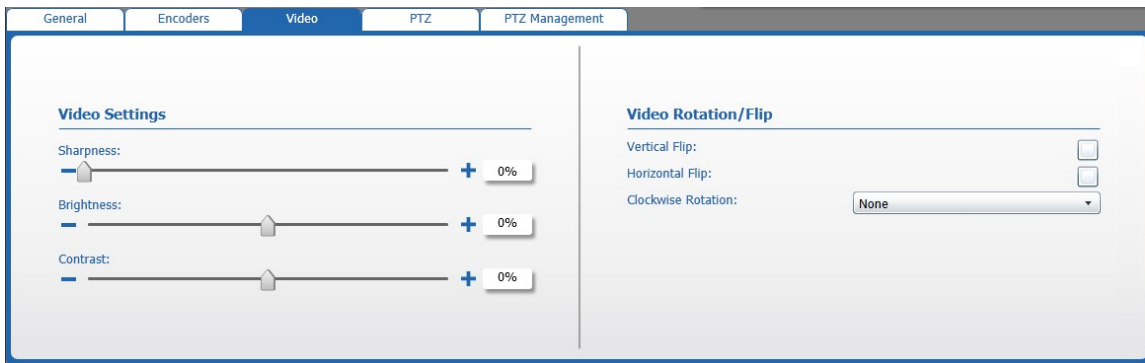 General Encoders Video PTZ PTZ Management
Video Settings
Sharpness:
0%
Brightness:
0%
Contrast:
0%
Video Rotation/Flip
Vertical Flip:
Horizontal Flip:
Clockwise Rotation: None